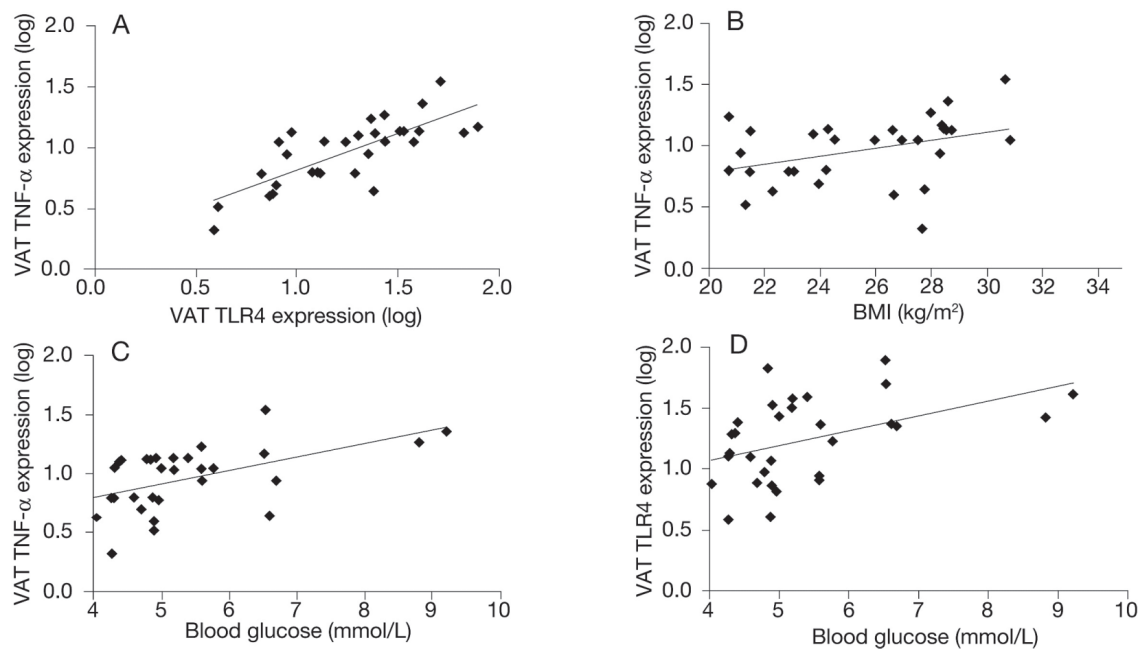 A
VAT TNF-α expression (log)
2.0
1.5
1.0
0.5
0.0
0.0 0.5 1.0 1.5 2.0
VAT TLR4 expression (log)
B
VAT TNF-α expression (log)
2.0
1.5
1.0
0.5
0.0
20 22 24 26 28 30 32 34
BMI (kg/m²)
C
VAT TNF-α expression (log)
2.0
1.5
1.0
0.5
0.0
4 5 6 7 8 9 10
Blood glucose (mmol/L)
D
VAT TLR4 expression (log)
2.0
1.5
1.0
0.5
0.0
4 5 6 7 8 9 10
Blood glucose (mmol/L)